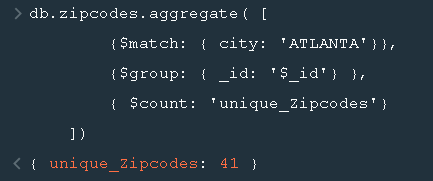 > db.zipcodes.aggregate( [
{$match: { city: 'ATLANTA'}},
{$group: { _id: '$_id'} },
{ $count: 'unique_Zipcodes'}
])
< { unique_Zipcodes: 41 }